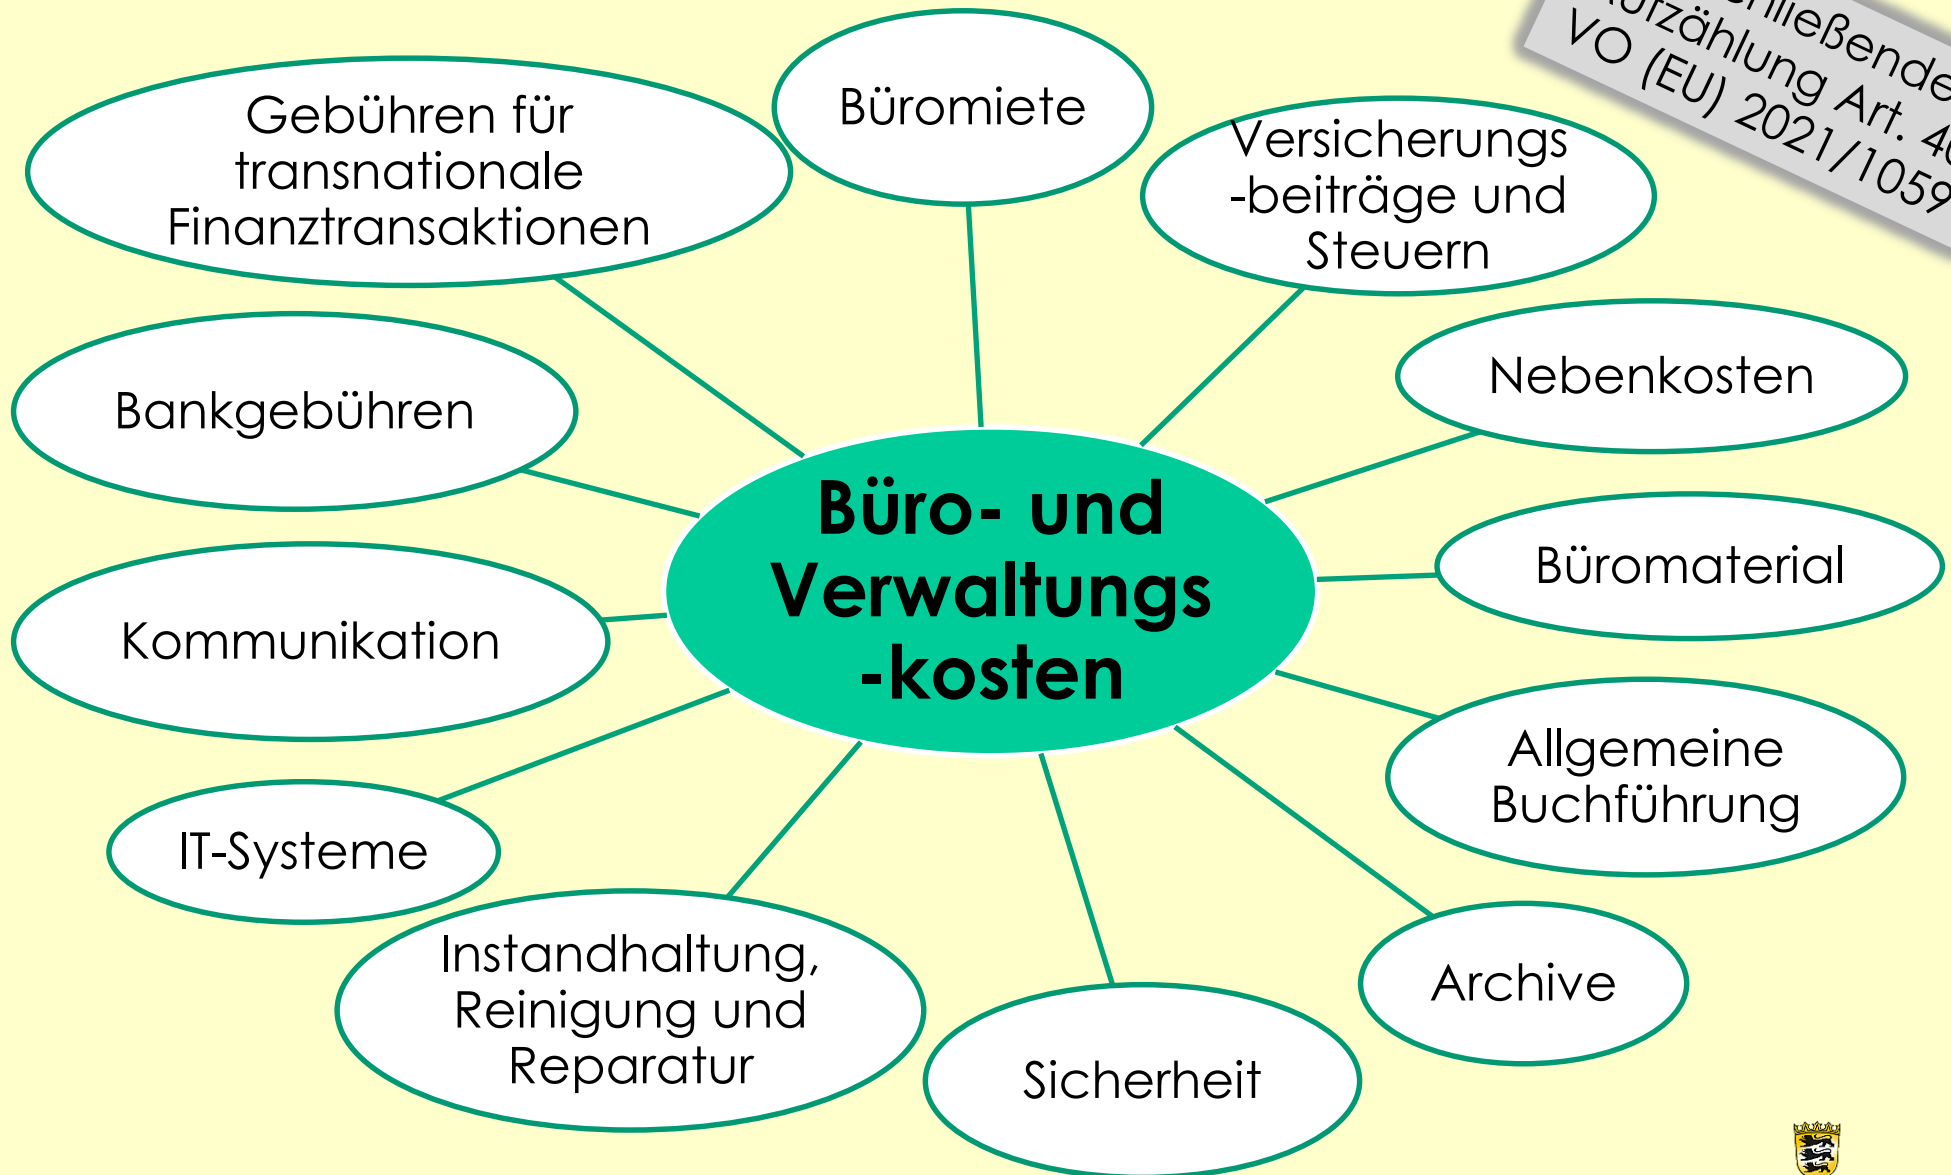 Büromiete
Versicherungs
-beiträge und
Steuern
Nebenkosten
Büromaterial
Allgemeine
Buchführung
Archive
Sicherheit
Instandhaltung,
Reinigung und
Reparatur
IT-Systeme
Kommunikation
Bankgebühren
Gebühren für
transnationale
Finanztransaktionen
Büro- und
Verwaltungs
-kosten
Art.
VO (EU) 2021/1059